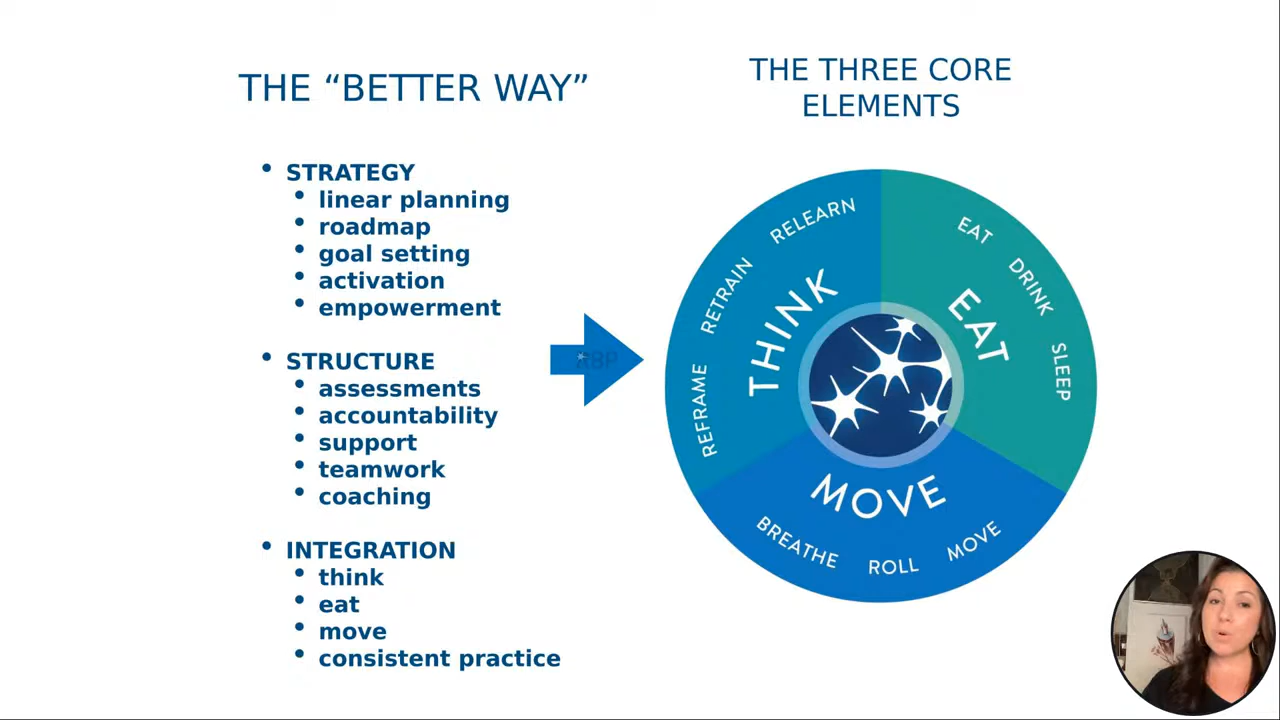 THE “BETTER WAY”
• STRATEGY
• linear planning
• roadmap
• goal setting
• activation
• empowerment
• STRUCTURE
• assessments
• accountability
• support
• teamwork
• coaching
• INTEGRATION
• think
• eat
• move
• consistent practice
RBP
THE THREE CORE
ELEMENTS
THINK
REFRAME
RETRAIN
RELEARN
EAT
EAT
DRINK
SLEEP
MOVE
BREATHE
ROLL
MOVE